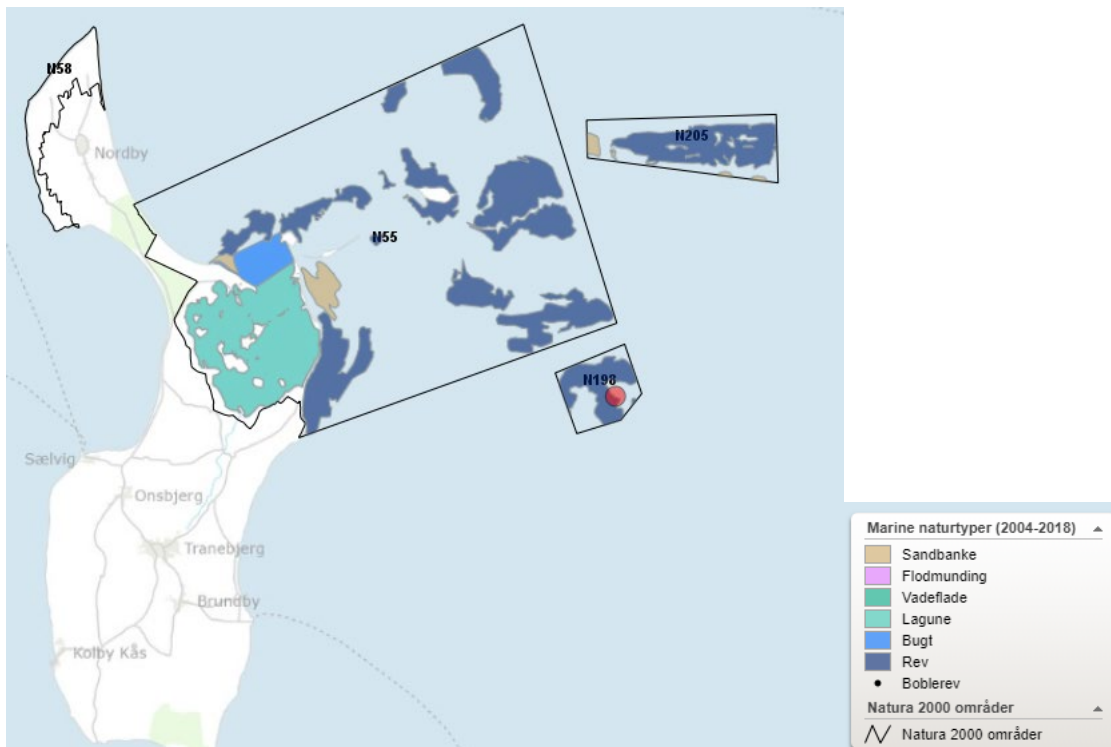 N58
Nordby
N205
N55
N198
Sælvig
Onsbjerg
Tranebjerg
Brundby
Kolby Kås
Marine naturtyper (2004-2018)
Sandbanke
Flodmunding
Vadeflade
Lagune
Bugt
Rev
Boblerev
Natura 2000 områder
Natura 2000 områder